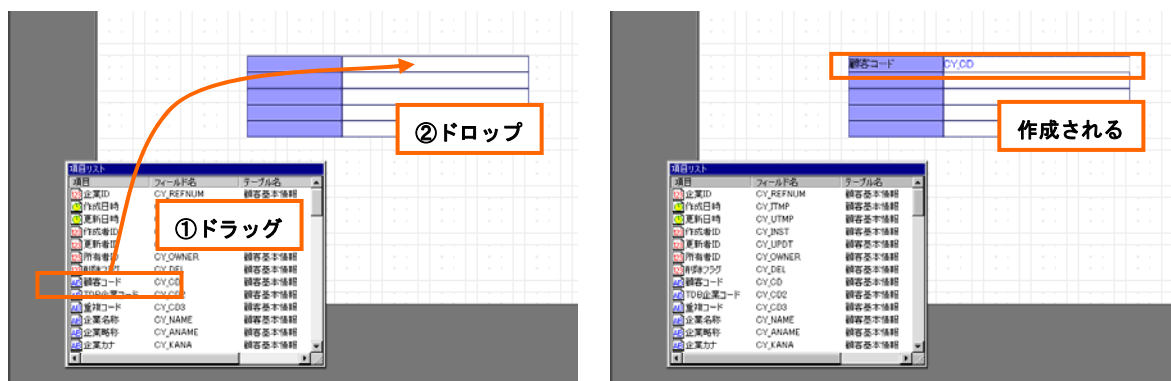 ②ドロップ
項目リスト
項目 フィールド名 テーブル名
企業ID CY_REFNUM 顧客基本情報
作成日時 顧客基本情報
更新日時 顧客基本情報
作成者ID 顧客基本情報
更新者ID 顧客基本情報
①ドラッグ
所有者ID CY_OWNER 顧客基本情報
削除フラグ CY_DEL 顧客基本情報
顧客コード CY_CD 顧客基本情報
TDB企業コード CY_CD2 顧客基本情報
重複コード CY_CD3 顧客基本情報
企業名称 CY_NAME 顧客基本情報
企業略称 CY_ANAME 顧客基本情報
企業カナ CY_KANA 顧客基本情報
顧客コード CY_CD
作成される
項目リスト
項目 フィールド名 テーブル名
企業ID CY_REFNUM 顧客基本情報
作成日時 CY_ITMP 顧客基本情報
更新日時 CY_UTMP 顧客基本情報
作成者ID CY_INST 顧客基本情報
更新者ID CY_UPDT 顧客基本情報
所有者ID CY_OWNER 顧客基本情報
削除フラグ CY_DEL 顧客基本情報
顧客コード CY_CD 顧客基本情報
TDB企業コード CY_CD2 顧客基本情報
重複コード CY_CD3 顧客基本情報
企業名称 CY_NAME 顧客基本情報
企業略称 CY_ANAME 顧客基本情報
企業カナ CY_KANA 顧客基本情報